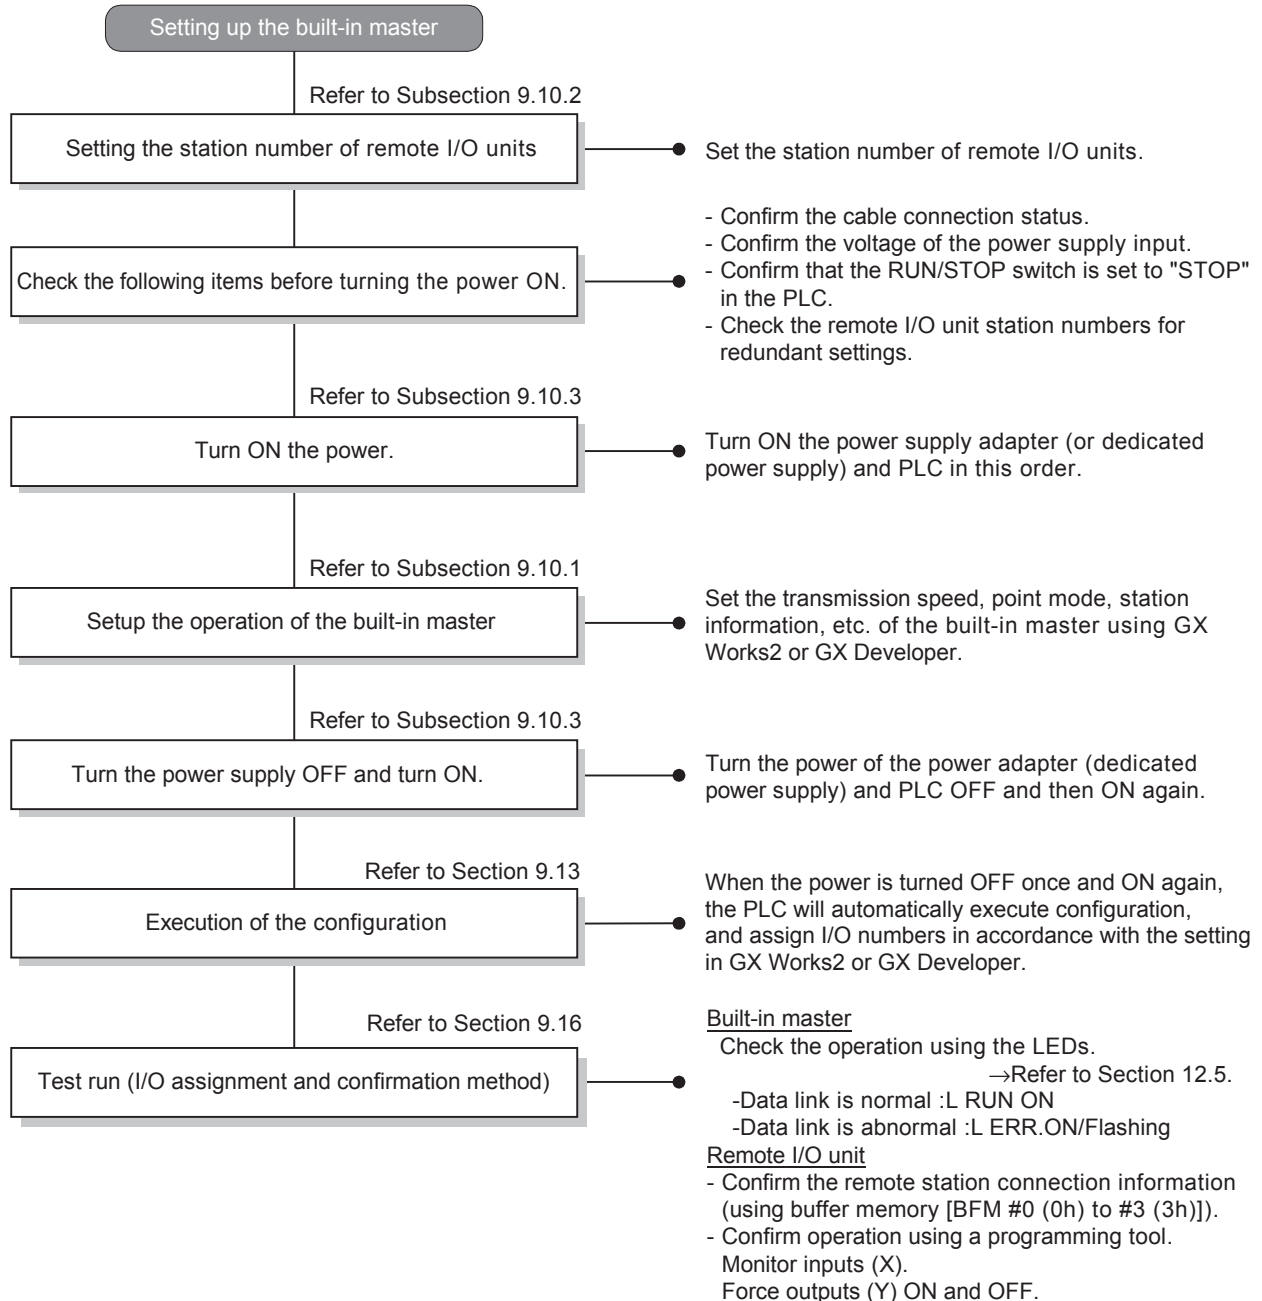 Setting up the built-in master
Refer to Subsection 9.10.2
Setting the station number of remote I/O units
Set the station number of remote I/O units.
Check the following items before turning the power ON.
- Confirm the cable connection status.
- Confirm the voltage of the power supply input.
- Confirm that the RUN/STOP switch is set to "STOP"
in the PLC.
- Check the remote I/O unit station numbers for
redundant settings.
Refer to Subsection 9.10.3
Turn ON the power.
Turn ON the power supply adapter (or dedicated
power supply) and PLC in this order.
Refer to Subsection 9.10.1
Setup the operation of the built-in master
Set the transmission speed, point mode, station
information, etc. of the built-in master using GX
Works2 or GX Developer.
Refer to Subsection 9.10.3
Turn the power supply OFF and turn ON.
Turn the power of the power adapter (dedicated
power supply) and PLC OFF and then ON again.
Refer to Section 9.13
Execution of the configuration
When the power is turned OFF once and ON again,
the PLC will automatically execute configuration,
and assign I/O numbers in accordance with the setting
in GX Works2 or GX Developer.
Refer to Section 9.16
Test run (I/O assignment and confirmation method)
Built-in master
Check the operation using the LEDs.
→Refer to Section 12.5.
-Data link is normal :L RUN ON
-Data link is abnormal :L ERR.ON/Flashing
Remote I/O unit
- Confirm the remote station connection information
(using buffer memory [BFM #0 (0h) to #3 (3h)]).
- Confirm operation using a programming tool.
Monitor inputs (X).
Force outputs (Y) ON and OFF.